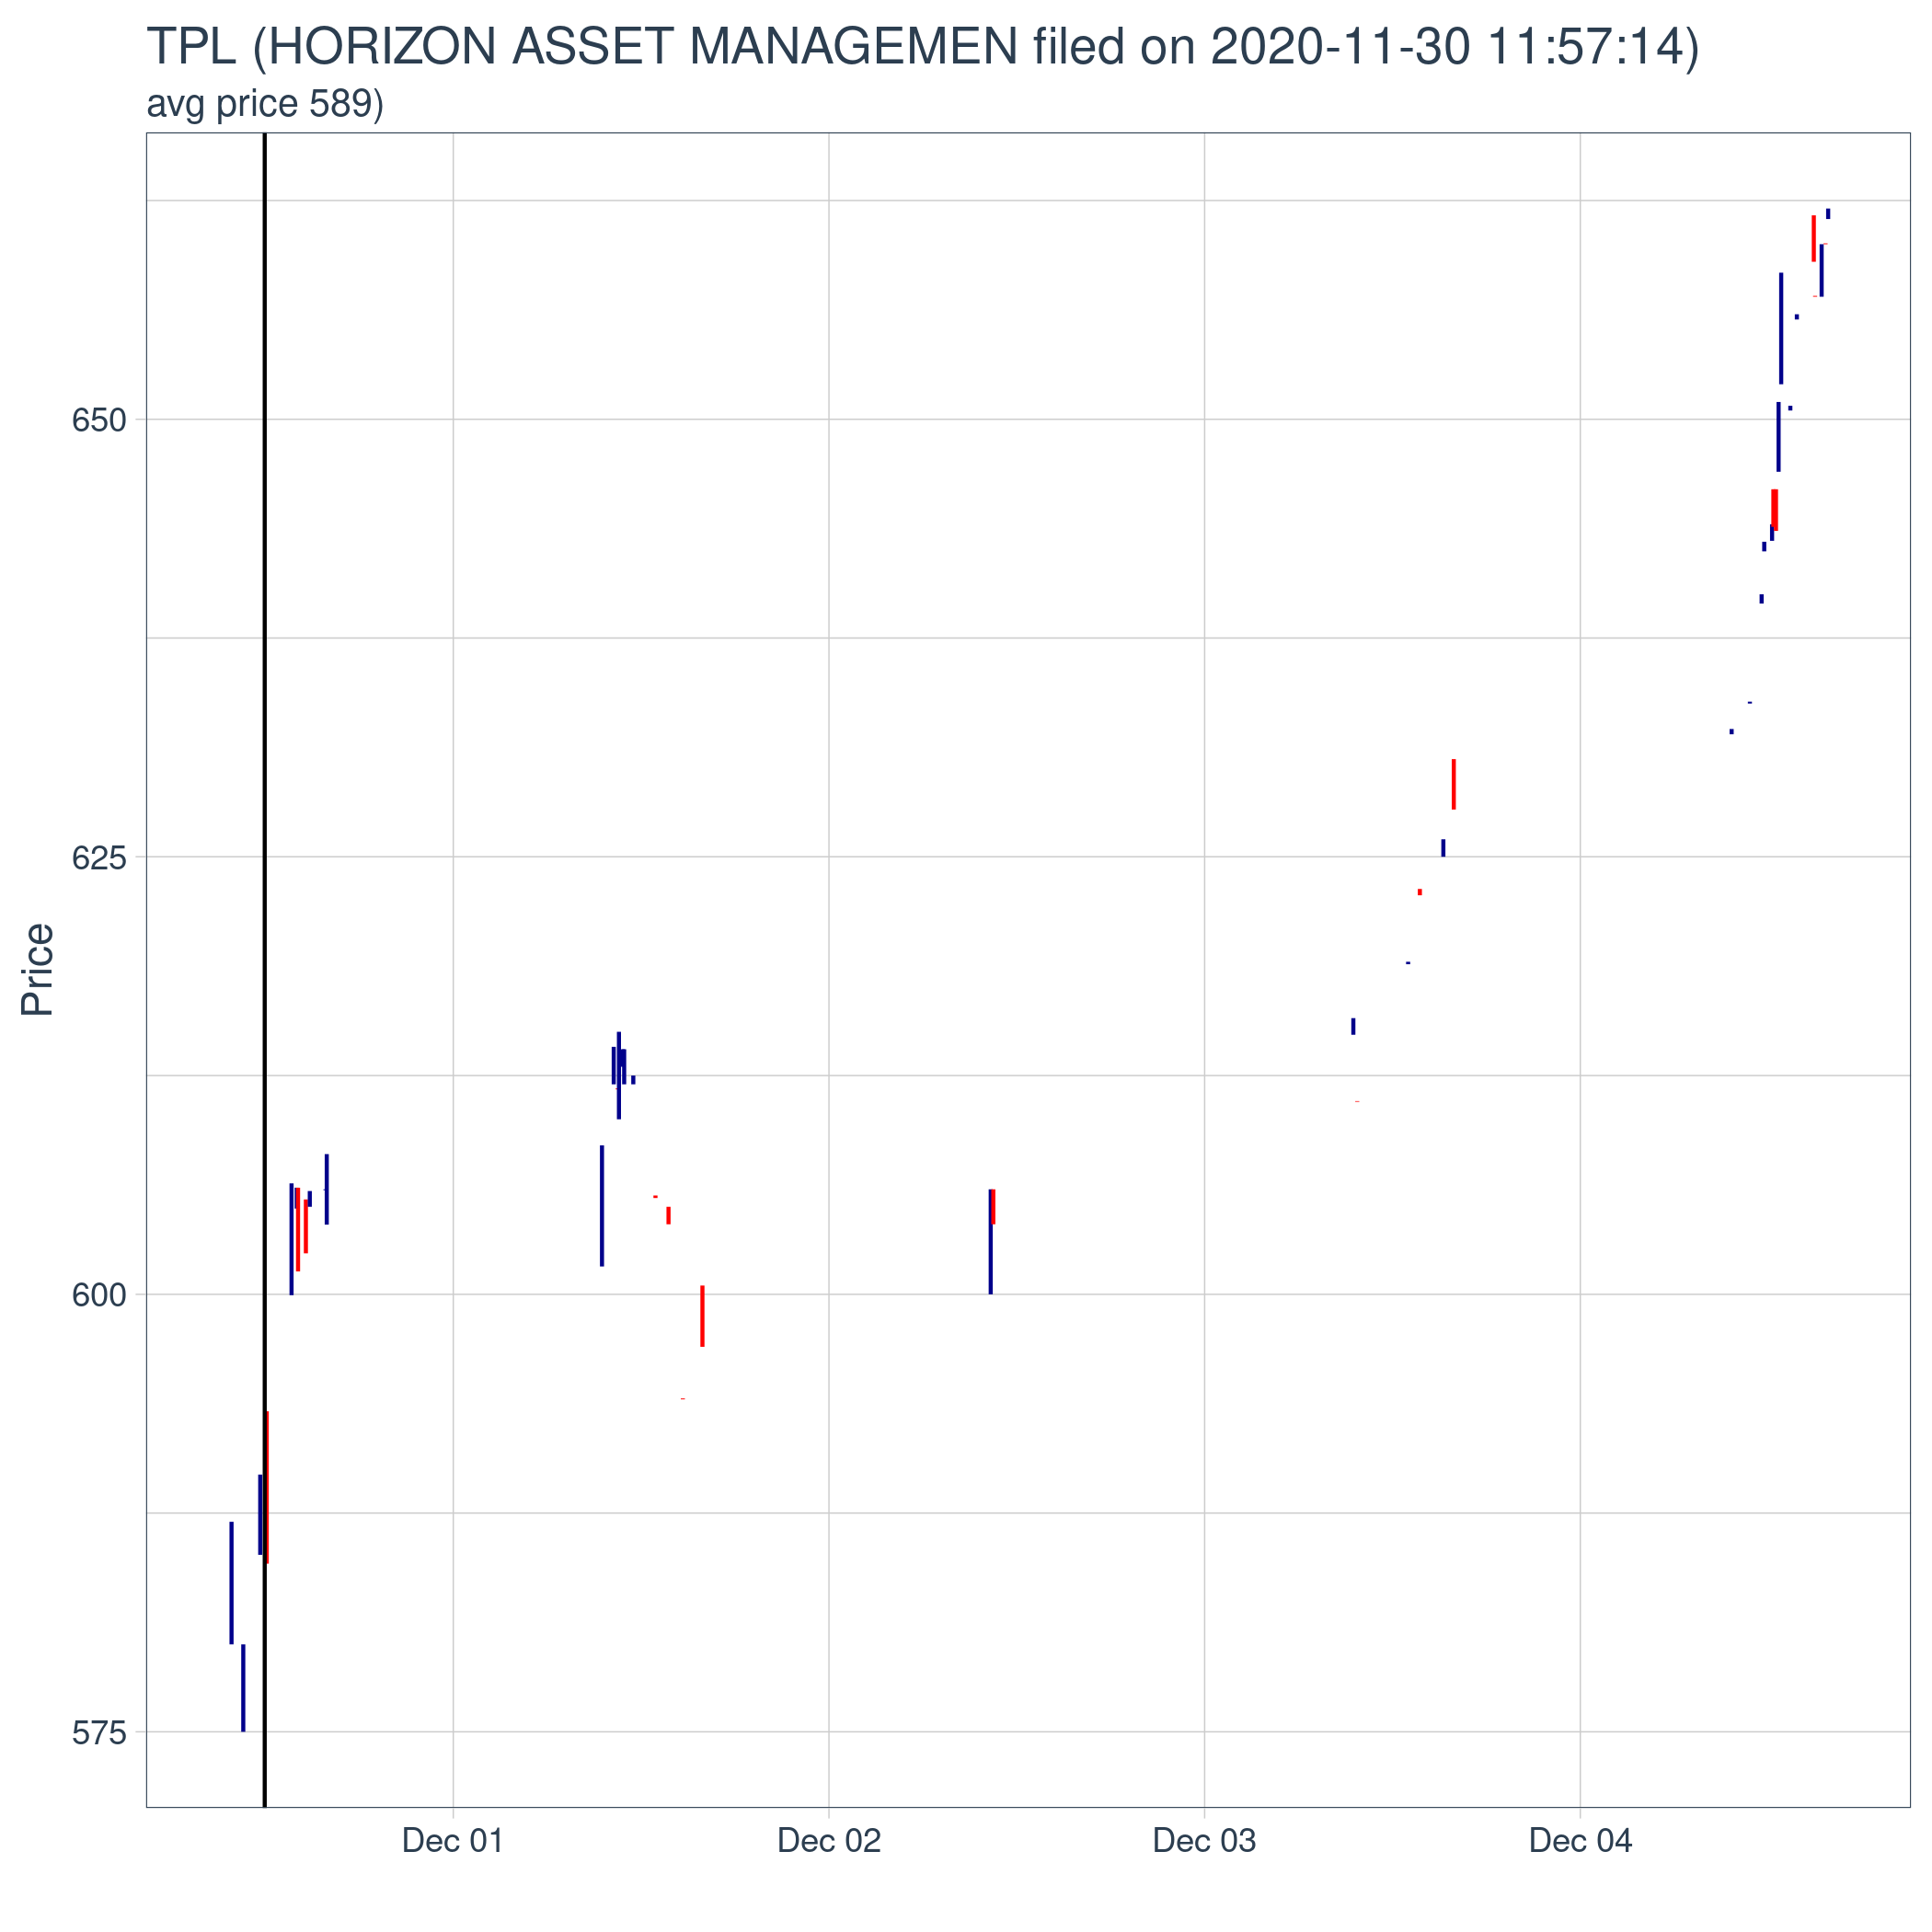 TPL (HORIZON ASSET MANAGEMEN filed on 2020-11-30 11:57:14)
avg price 589)
650
625
Price
600
575
Dec 01
Dec 02
Dec 03
Dec 04